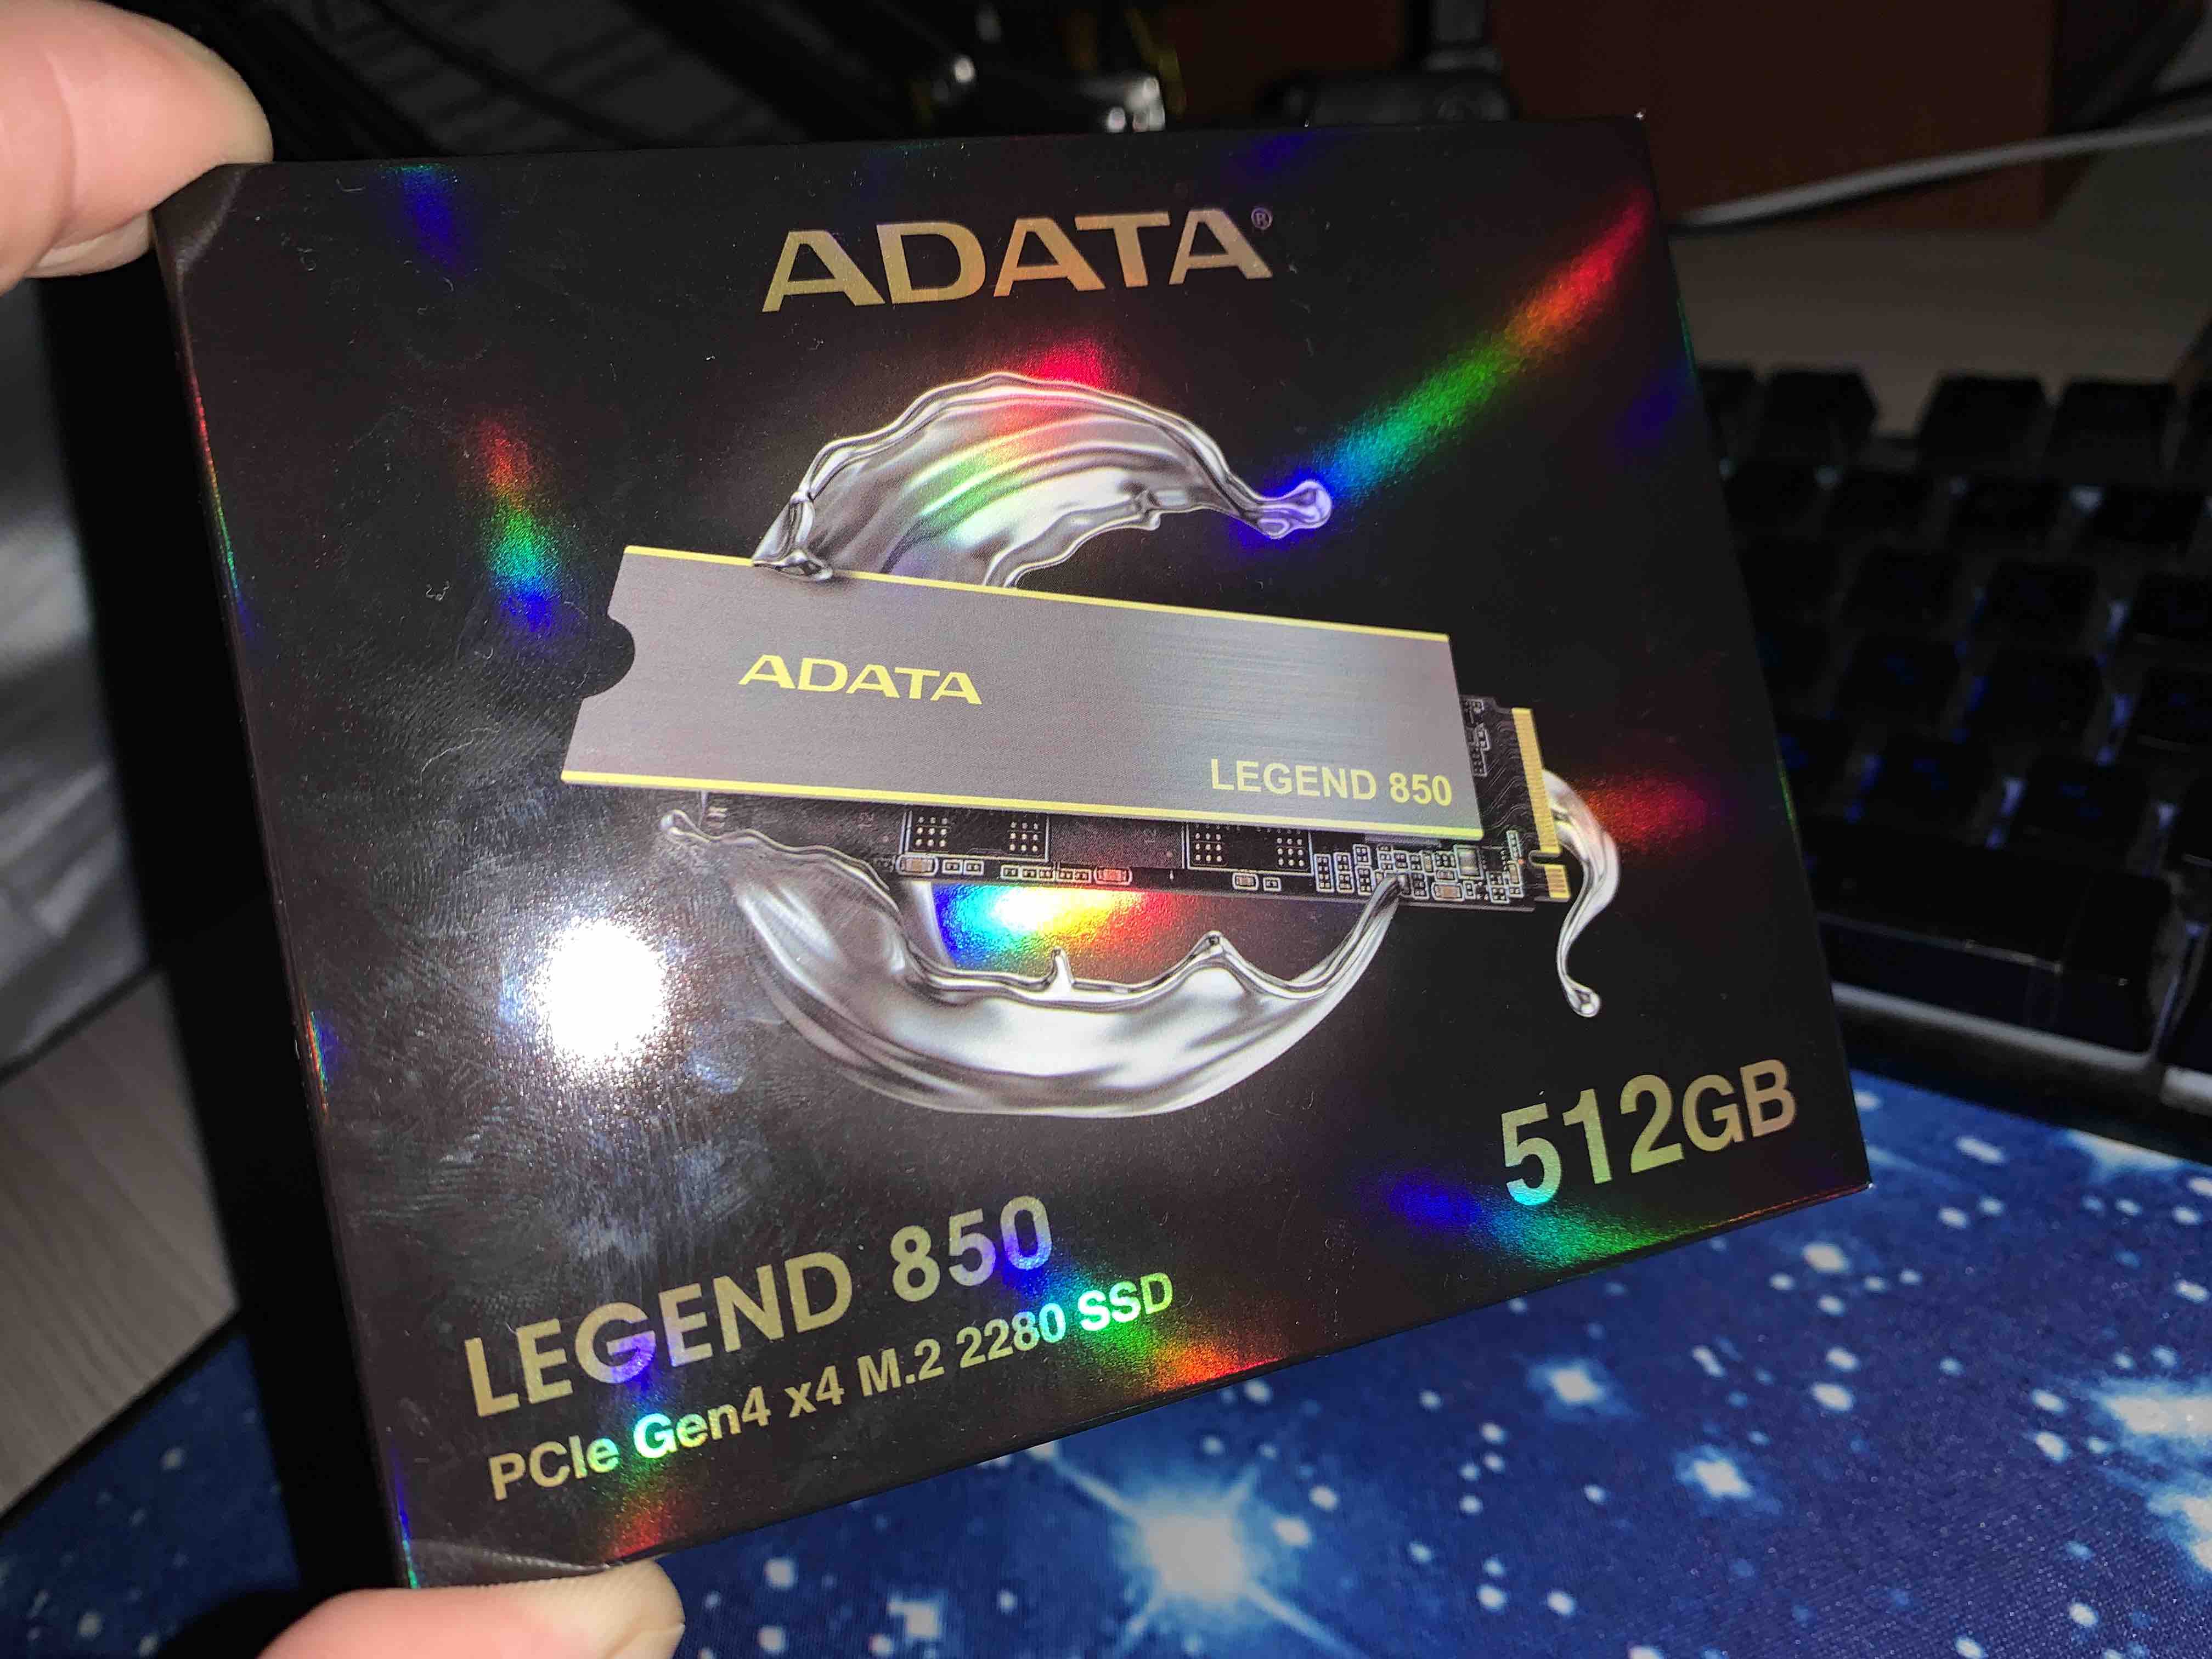 ADATA®
ADATA
LEGEND 850
512GB
LEGEND 850
PCIe Gen4 x4 M.2 2280 SSD